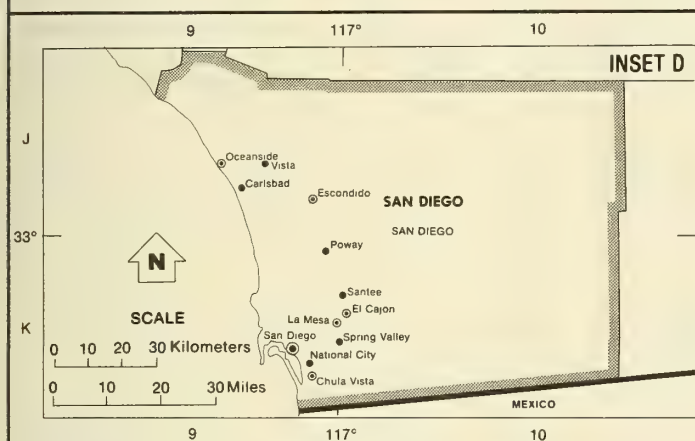 9 117° 10
INSET D
J
Oceanside
Vista
Carlsbad
Escondido
SAN DIEGO
SAN DIEGO
33°
Poway
N
Santee
El Cajon
SCALE
La Mesa
K
San Diego
Spring Valley
0 10 20 30 Kilometers
National City
0 10 20 30 Miles
Chula Vista
MEXICO
9 117° 10